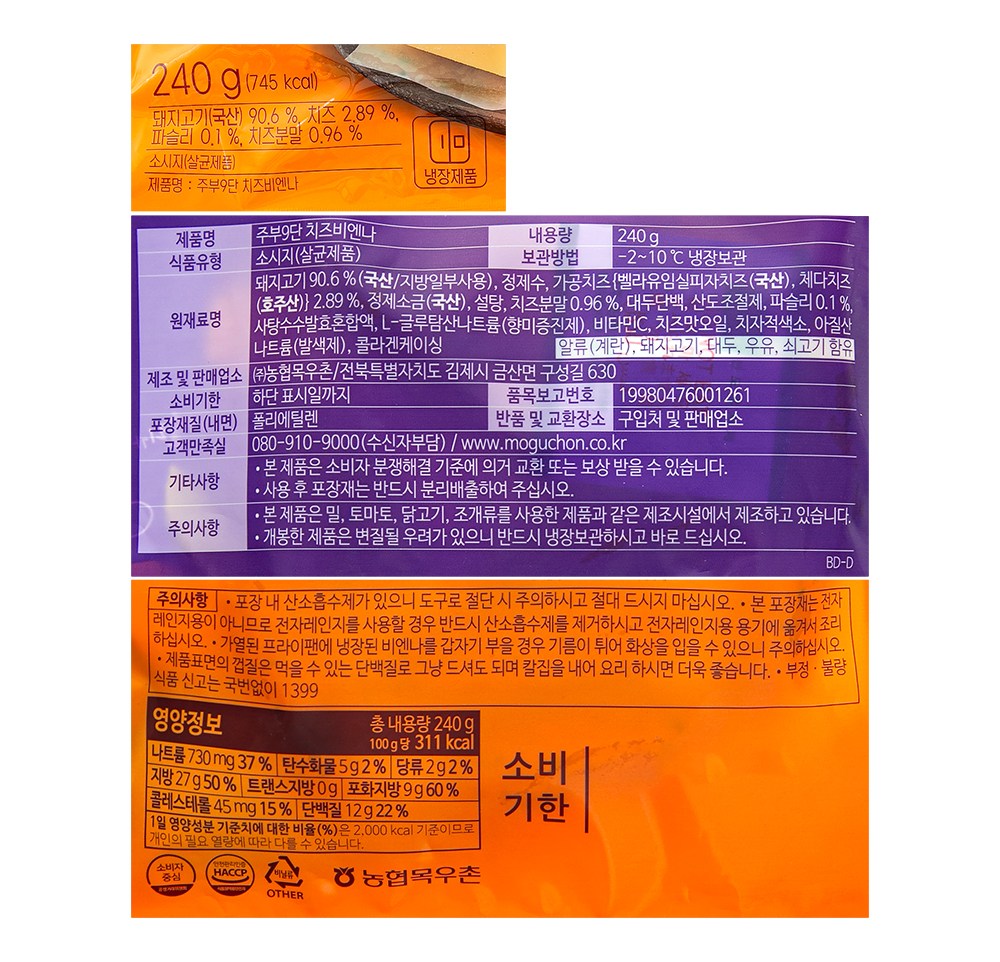 240 g (745 kcal)
돼지고기(국산) 90.6 %, 치즈 2.89 %,
파슬리 0.1 %, 치즈분말 0.96 %
소시지(살균제품)
제품명 : 주부9단 치즈비엔나
냉장제품
제품명 주부9단 치즈비엔나 내용량 240 g
식품유형 소시지(살균제품) 보관방법 -2~10 ℃ 냉장보관
원재료명
돼지고기 90.6 % (국산/지방일부사용), 정제수, 가공치즈{벨라유임실피자치즈 (국산), 체다치즈
(호주산)} 2.89 %, 정제소금(국산), 설탕, 치즈분말 0.96 %, 대두단백, 산도조절제, 파슬리 0.1 %,
사탕수수발효혼합액, L-글루탐산나트륨(향미증진제), 비타민C, 치즈맛오일, 치자적색소, 아질산
나트륨(발색제), 콜라겐케이싱 알류(계란), 돼지고기, 대두, 우유, 쇠고기 함유
제조 및 판매업소 ㈜농협목우촌/전북특별자치도 김제시 금산면 구성길 630
소비기한 하단 표시일까지 품목보고번호 19980476001261
포장재질(내면) 폴리에틸렌 반품 및 교환장소 구입처 및 판매업소
고객만족실 080-910-9000(수신자부담) / www.moguchon.co.kr
기타사항
• 본 제품은 소비자 분쟁해결 기준에 의거 교환 또는 보상 받을 수 있습니다.
• 사용 후 포장재는 반드시 분리배출하여 주십시오.
주의사항
• 본 제품은 밀, 토마토, 닭고기, 조개류를 사용한 제품과 같은 제조시설에서 제조하고 있습니다.
• 개봉한 제품은 변질될 우려가 있으니 반드시 냉장보관하시고 바로 드십시오.
BD-D
주의사항 • 포장 내 산소흡수제가 있으니 도구로 절단 시 주의하시고 절대 드시지 마십시오. • 본 포장재는 전자
레인지용이 아니므로 전자레인지를 사용할 경우 반드시 산소흡수제를 제거하시고 전자레인지용 용기에 옮겨서 조리
하십시오. • 가열된 프라이팬에 냉장된 비엔나를 갑자기 부을 경우 기름이 튀어 화상을 입을 수 있으니 주의하십시오.
• 제품표면의 껍질은 먹을 수 있는 단백질로 그냥 드셔도 되며 칼집을 내어 요리 하시면 더욱 좋습니다. • 부정 · 불량
식품 신고는 국번없이 1399
영양정보 총 내용량 240 g
100 g당 311 kcal
나트륨 730 mg 37 % 탄수화물 5 g 2 % 당류 2 g 2 %
지방 27 g 50 % 트랜스지방 0 g 포화지방 9 g 60 %
콜레스테롤 45 mg 15 % 단백질 12 g 22 %
1일 영양성분 기준치에 대한 비율(%)은 2,000 kcal 기준이므로
개인의 필요 열량에 따라 다를 수 있습니다.
소비
기한
소비자
중심
안전관리인증
HACCP
비닐류
OTHER
농협목우촌